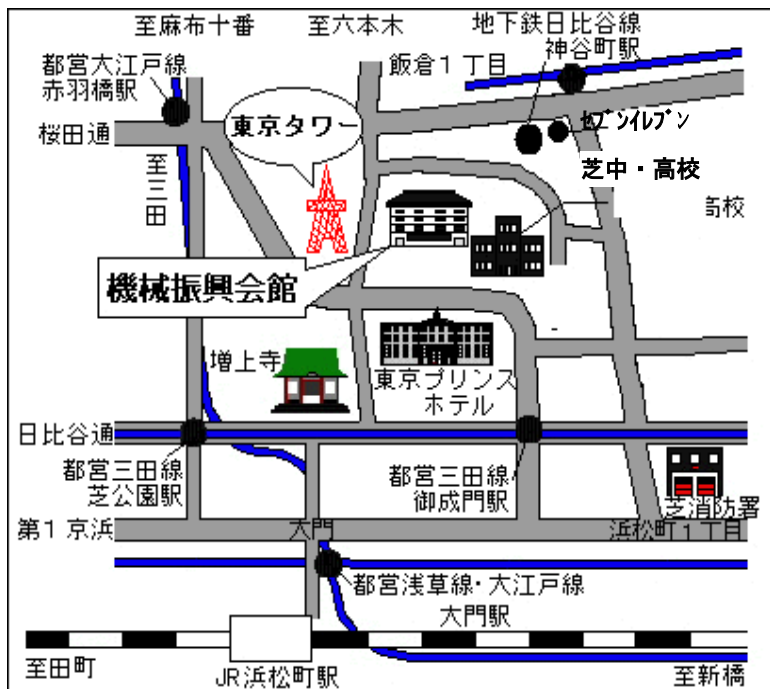 至麻布十番
至六本木
地下鉄日比谷線
神谷町駅
都営大江戸線
赤羽橋駅
飯倉1丁目
桜田通
東京タワー
ｾﾌﾞﾝｲﾚﾌﾞﾝ
至三田
芝中・高校
高校
機械振興会館
増上寺
東京プリンス
ホテル
日比谷通
都営三田線
芝公園駅
都営三田線
御成門駅
芝消防署
第1京浜
大門
浜松町1丁目
都営浅草線・大江戸線
大門駅
至田町
JR浜松町駅
至新橋